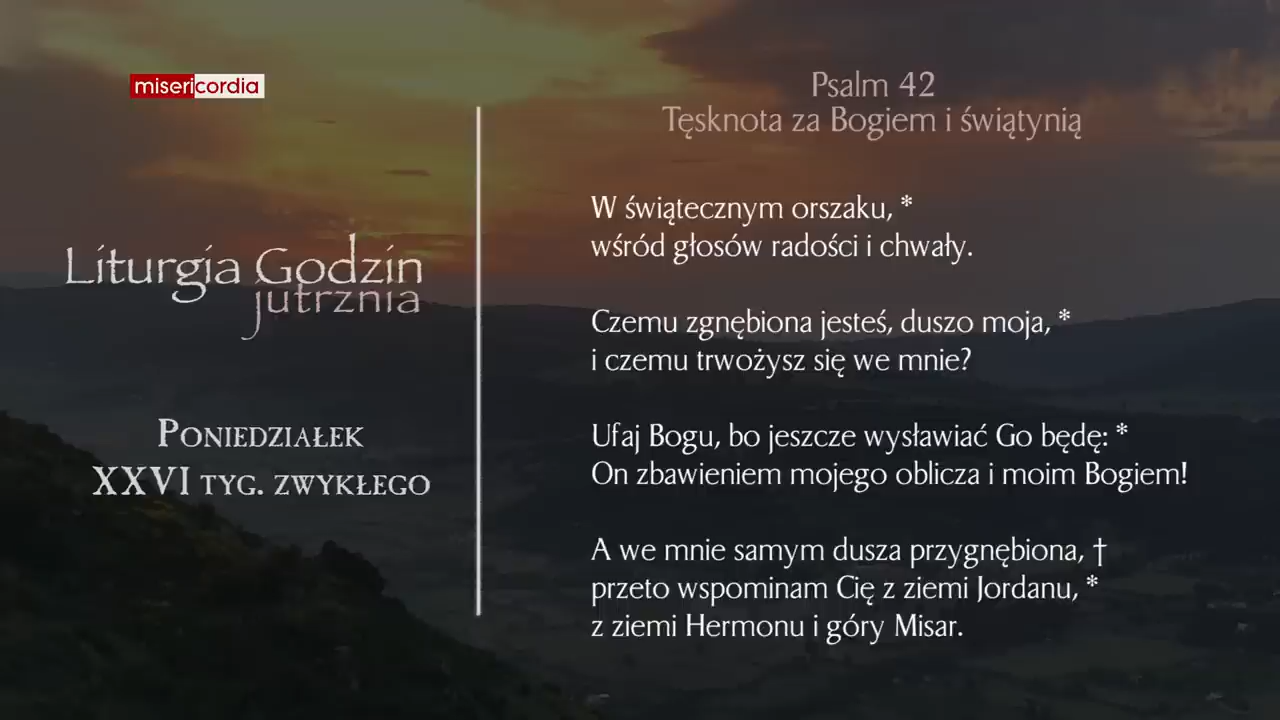 misericordia
Liturgia Godzin
jutrznia
Poniedziałek
XXVI tyg. zwykłego
Psalm 42
Tęsknota za Bogiem i świątynią
W świątecznym orszaku, *
wśród głosów radości i chwały.
Czemu zgnębiona jesteś, duszo moja, *
i czemu trwożysz się we mnie?
Ufaj Bogu, bo jeszcze wysławiać Go będę: *
On zbawieniem mojego oblicza i moim Bogiem!
A we mnie samym dusza przygnębiona, †
przeto wspominam Cię z ziemi Jordanu, *
z ziemi Hermonu i góry Misar.